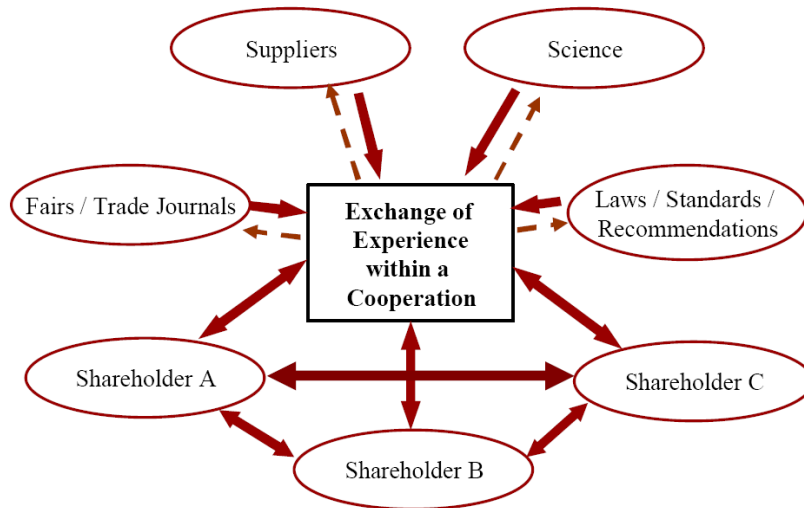 Suppliers
Science
Fairs / Trade Journals
Exchange of
Experience
within a
Cooperation
Laws / Standards /
Recommendations
Shareholder A
Shareholder C
Shareholder B